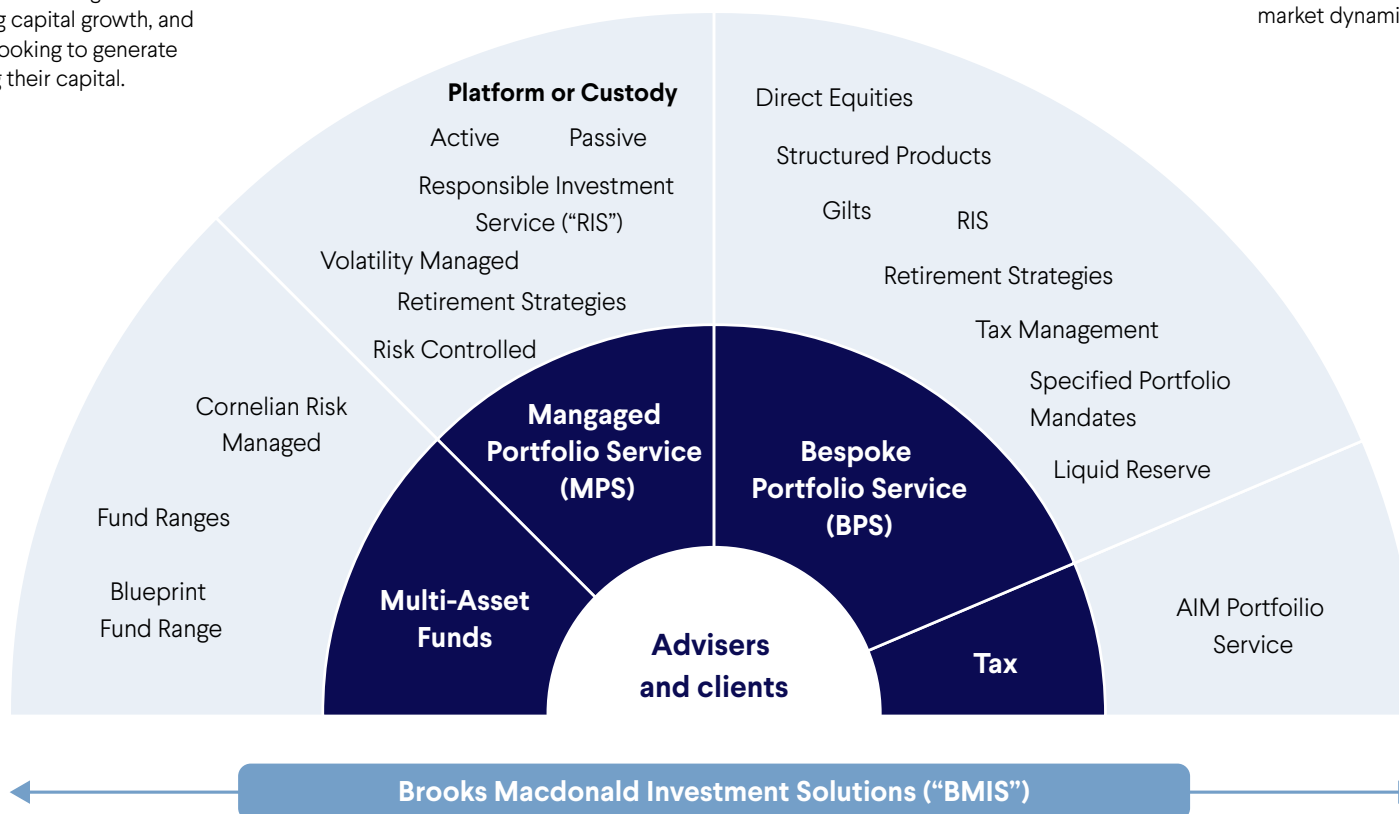 g capital growth, and
ooking to generate
their capital.
market dynami
Platform or Custody
Active
Passive
Responsible Investment
Service (“RIS”)
Volatility Managed
Retirement Strategies
Risk Controlled
Direct Equities
Structured Products
Gilts
RIS
Retirement Strategies
Tax Management
Specified Portfolio
Mandates
Liquid Reserve
Cornelian Risk
Managed
Fund Ranges
Blueprint
Fund Range
Mangaged
Portfolio Service
(MPS)
Bespoke
Portfolio Service
(BPS)
Multi-Asset
Funds
Tax
AIM Portfoilio
Service
Advisers
and clients
Brooks Macdonald Investment Solutions (“BMIS”)